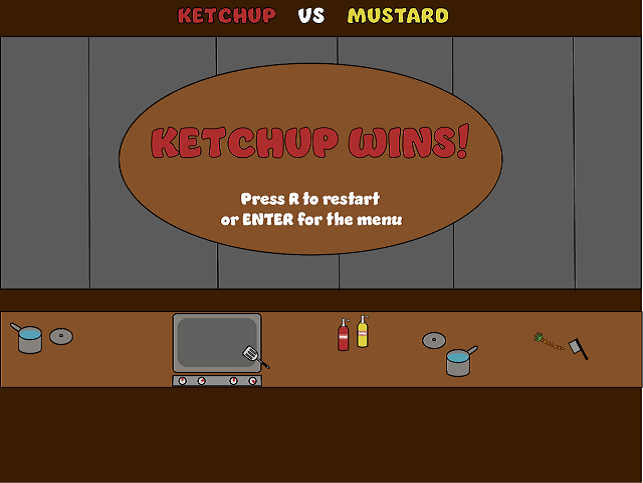 KETCHUP VS MUSTARD
KETCHUP WINS!
Press R to restart
or ENTER for the menu